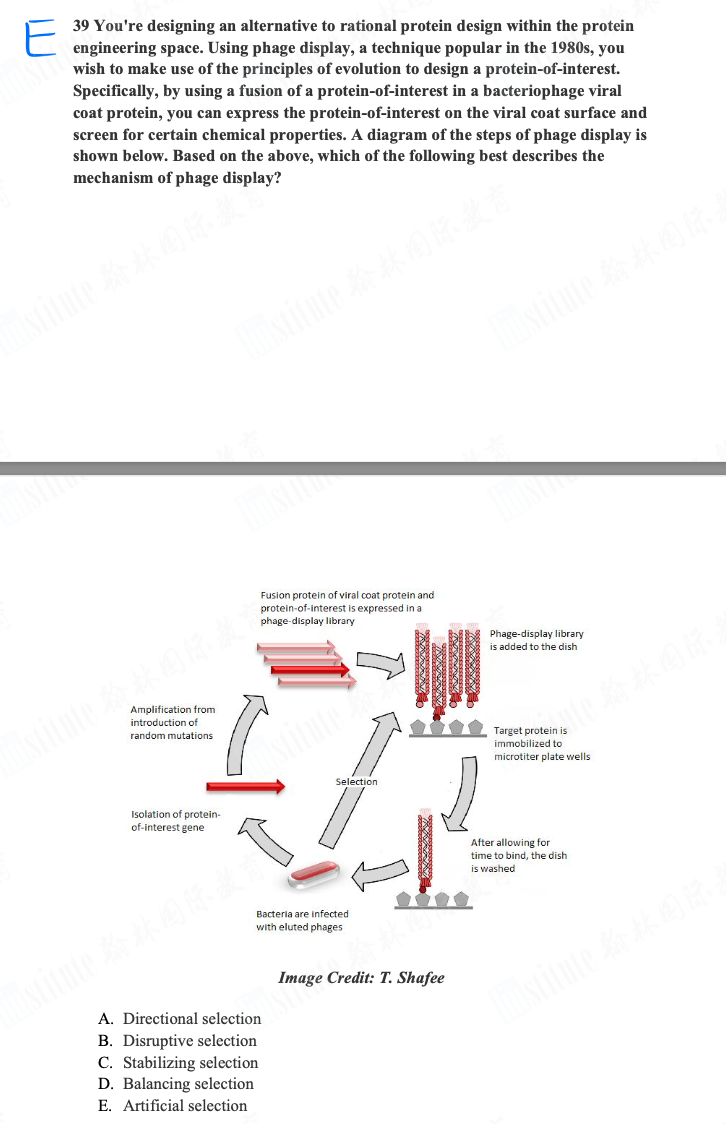 E
39 You're designing an alternative to rational protein design within the protein
engineering space. Using phage display, a technique popular in the 1980s, you
wish to make use of the principles of evolution to design a protein-of-interest.
Specifically, by using a fusion of a protein-of-interest in a bacteriophage viral
coat protein, you can express the protein-of-interest on the viral coat surface and
screen for certain chemical properties. A diagram of the steps of phage display is
shown below. Based on the above, which of the following best describes the
mechanism of phage display?
Fusion protein of viral coat protein and
protein-of-interest is expressed in a
phage-display library
Phage-display library
is added to the dish
Amplification from
introduction of
random mutations
Target protein is
immobilized to
microtiter plate wells
Selection
Isolation of protein-
of-interest gene
After allowing for
time to bind, the dish
is washed
Bacteria are infected
with eluted phages
Image Credit: T. Shafee
A. Directional selection
B. Disruptive selection
C. Stabilizing selection
D. Balancing selection
E. Artificial selection